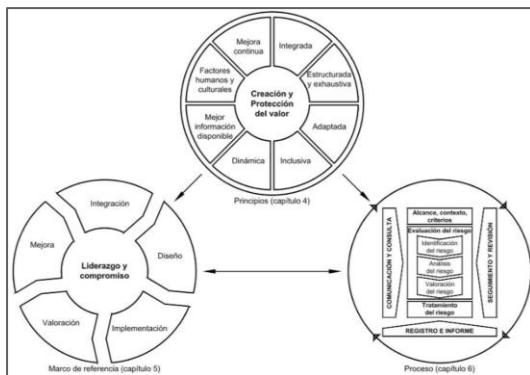 Mejora
continua
Integrada
Factores
humanos y
culturales
Estructurada
y exhaustiva
Creación y
Protección
del valor
Mejor
información
disponible
Adaptada
Dinámica
Inclusiva
Principios (capítulo 4)
Integración
Mejora
Diseño
Liderazgo y
compromiso
Valoración
Implementación
Marco de referencia (capítulo 5)
Alcance, contexto,
criterios
Evaluación del riesgo
Identificación
del riesgo
Análisis
del riesgo
Valoración
del riesgo
Tratamiento
del riesgo
COMUNICACIÓN Y CONSULTA
SEGUIMIENTO Y REVISIÓN
REGISTRO E INFORME
Proceso (capítulo 6)